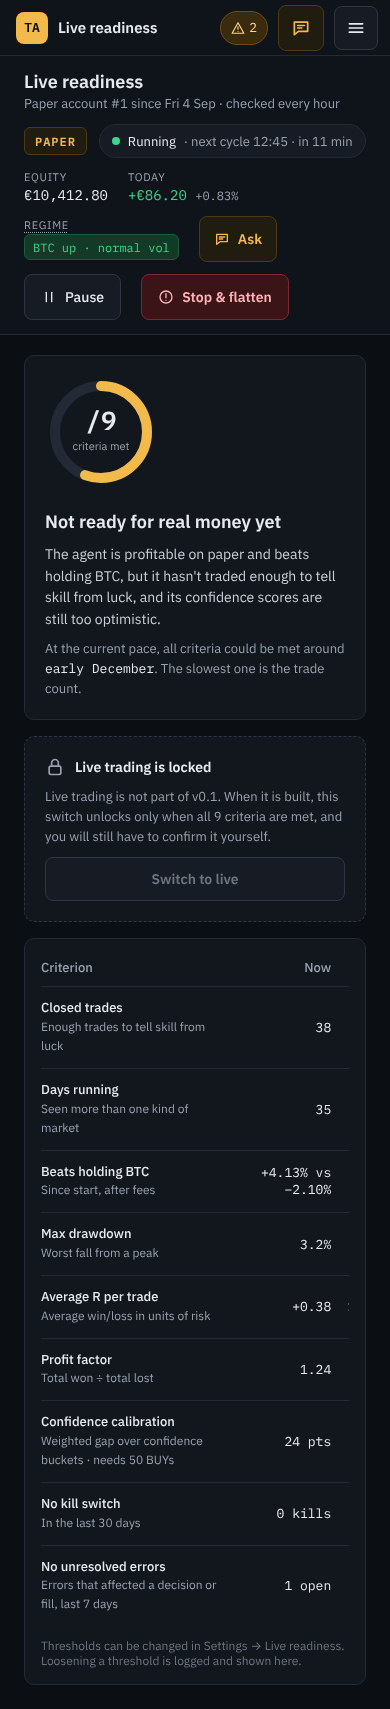 TA Live readiness 2
Live readiness
Paper account #1 since Fri 4 Sep · checked every hour
PAPER Running · next cycle 12:45 · in 11 min
EQUITY TODAY
€10,412.80 +€86.20 +0.83%
REGIME
BTC up · normal vol Ask
Pause Stop & flatten
/9
criteria met
Not ready for real money yet
The agent is profitable on paper and beats
holding BTC, but it hasn't traded enough to tell
skill from luck, and its confidence scores are
still too optimistic.
At the current pace, all criteria could be met around
early December. The slowest one is the trade
count.
Live trading is locked
Live trading is not part of v0.1. When it is built, this
switch unlocks only when all 9 criteria are met, and
you will still have to confirm it yourself.
Switch to live
Criterion Now
Closed trades
Enough trades to tell skill from
luck
38
Days running
Seen more than one kind of
market
35
Beats holding BTC
Since start, after fees
+4.13% vs
−2.10%
Max drawdown
Worst fall from a peak
3.2%
Average R per trade
Average win/loss in units of risk
+0.38
Profit factor
Total won ÷ total lost
1.24
Confidence calibration
Weighted gap over confidence
buckets · needs 50 BUYs
24 pts
No kill switch
In the last 30 days
0 kills
No unresolved errors
Errors that affected a decision or
fill, last 7 days
1 open
Thresholds can be changed in Settings → Live readiness.
Loosening a threshold is logged and shown here.